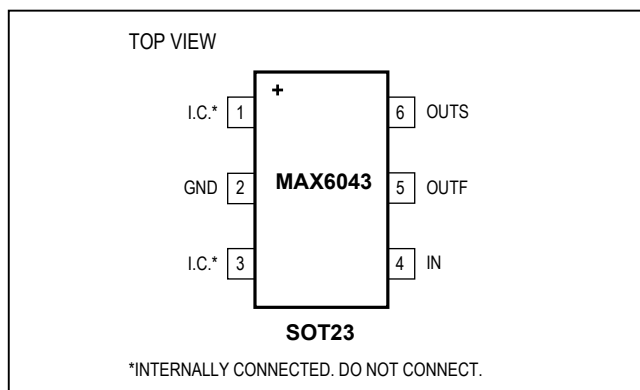 TOP VIEW
+
I.C.* 1
6 OUTS
GND 2
MAX6043
5 OUTF
I.C.* 3
4 IN
SOT23
*INTERNALLY CONNECTED. DO NOT CONNECT.